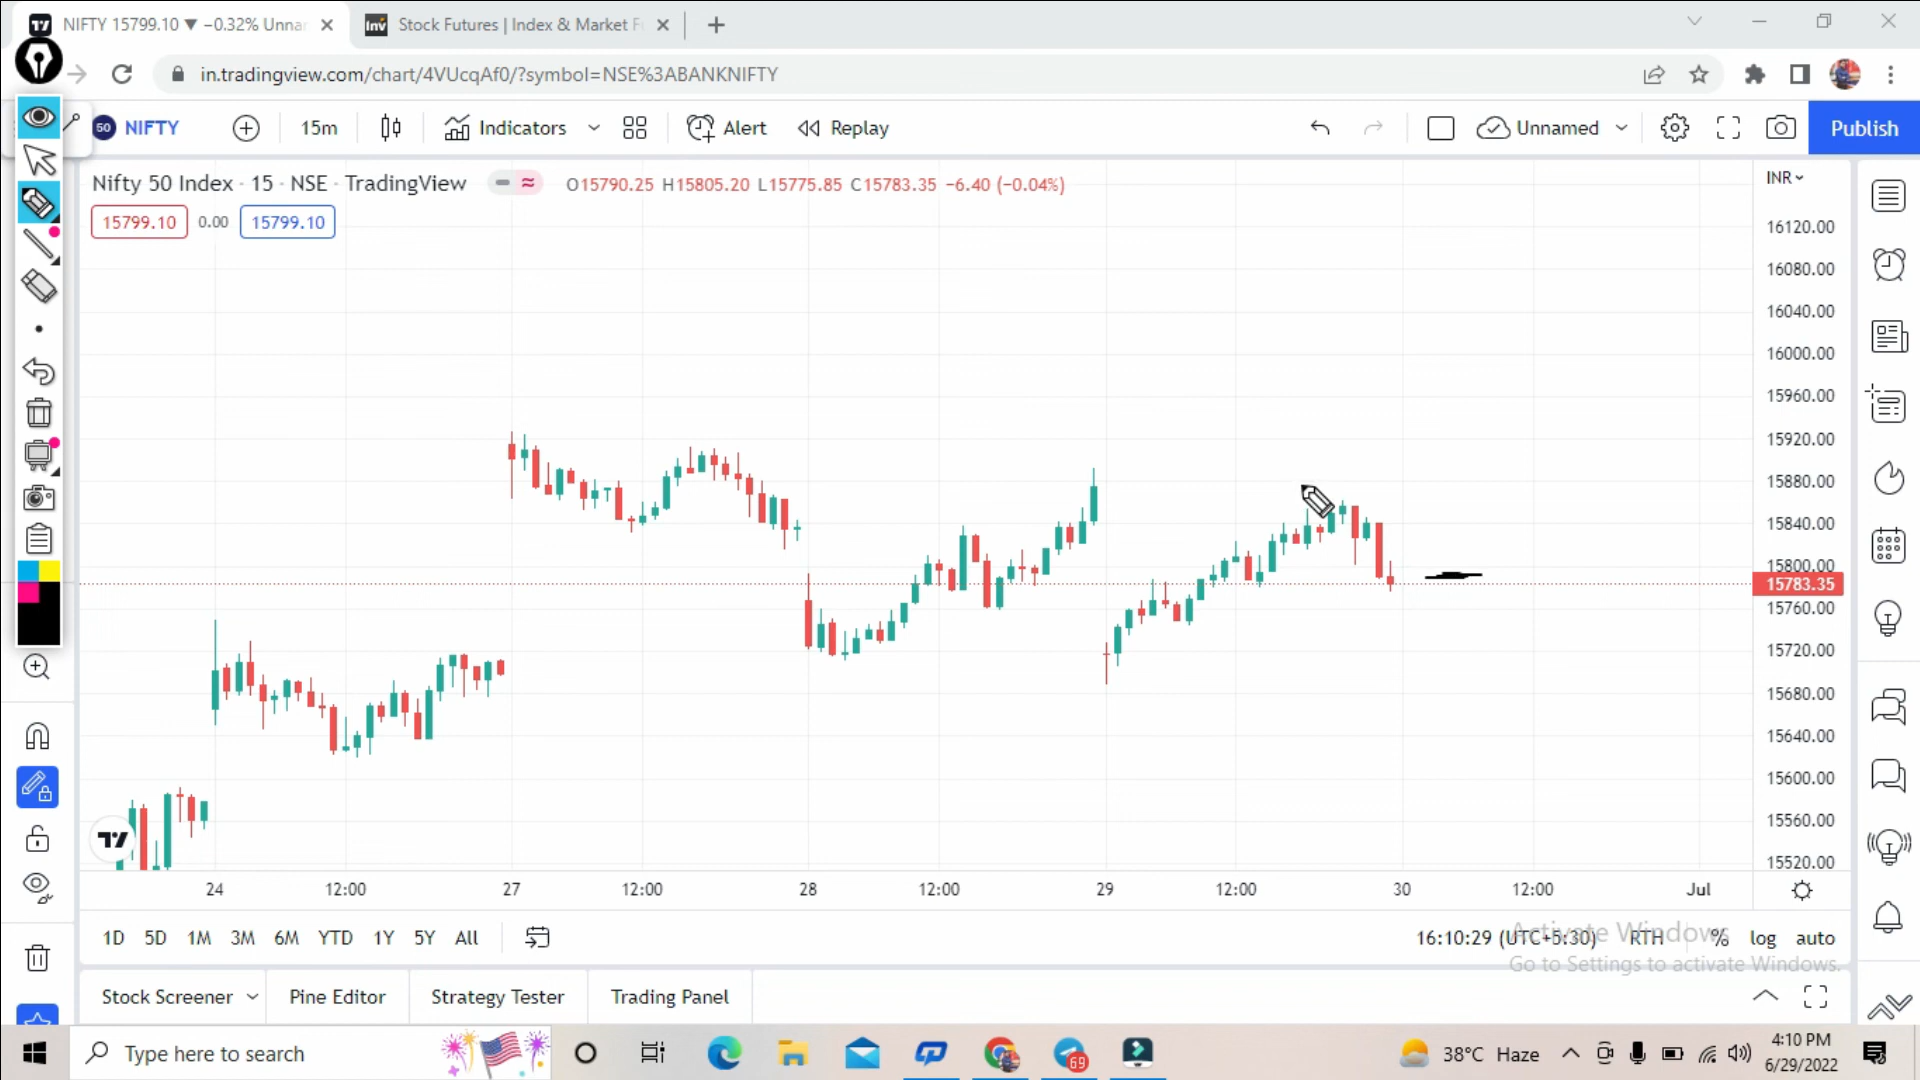 NIFTY 15799.10 ▼ −0.32% Unna
Inv Stock Futures | Index & Market F
in.tradingview.com/chart/4VUcqAf0/?symbol=NSE%3ABANKNIFTY
50 NIFTY 15m Indicators Alert Replay Unnamed Publish
Nifty 50 Index · 15 · NSE · TradingView O15790.25 H15805.20 L15775.85 C15783.35 −6.40 (−0.04%)
15799.10 0.00 15799.10
INR
16120.00
16080.00
16040.00
16000.00
15960.00
15920.00
15880.00
15840.00
15800.00
15783.35
15760.00
15720.00
15680.00
15640.00
15600.00
15560.00
15520.00
24 12:00 27 12:00 28 12:00 29 12:00 30 12:00 Jul
1D 5D 1M 3M 6M YTD 1Y 5Y All 16:10:29 (UTC+5:30) RTH % log auto
Activate Windows
Go to Settings to activate Windows.
Stock Screener Pine Editor Strategy Tester Trading Panel
Type here to search 69 38°C Haze 4:10 PM
6/29/2022